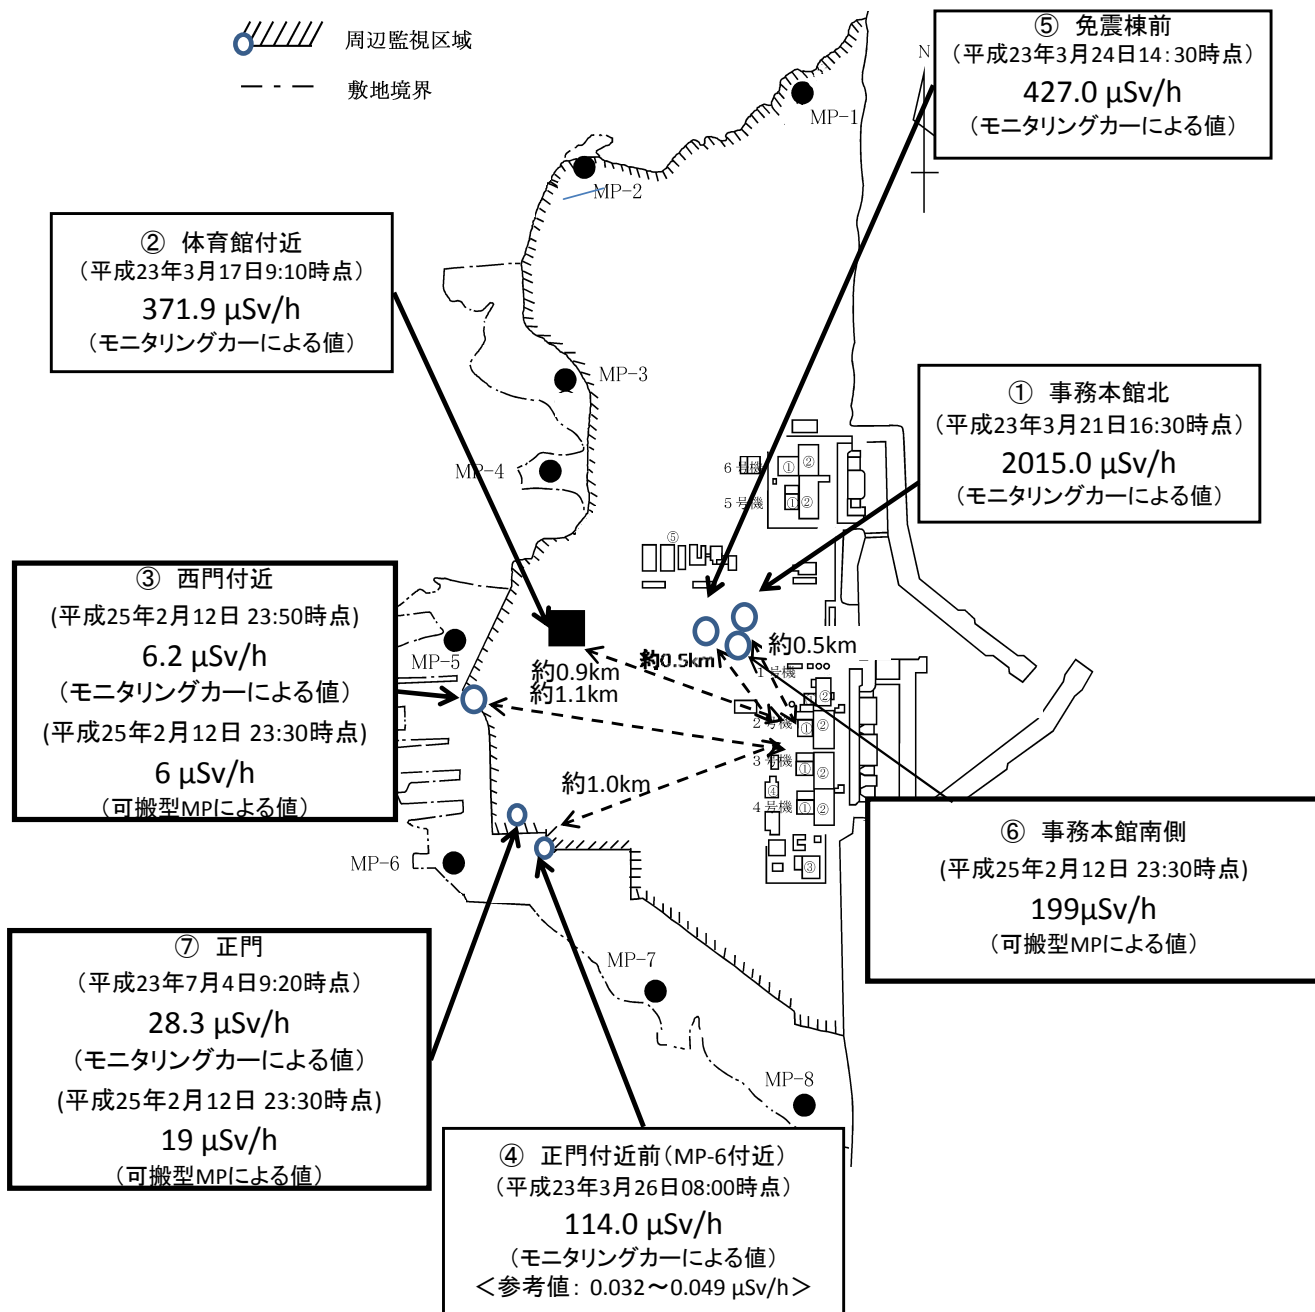 周辺監視区域
敷地境界
⑤ 免震棟前
(平成23年3月24日14:30時点)
427.0 μSv/h
(モニタリングカーによる値)
N
MP-1
MP-2
② 体育館付近
(平成23年3月17日9:10時点)
371.9 μSv/h
(モニタリングカーによる値)
MP-3
① 事務本館北
(平成23年3月21日16:30時点)
2015.0 μSv/h
(モニタリングカーによる値)
MP-4
6号機
①
②
5号機
①
②
⑤
③ 西門付近
(平成25年2月12日 23:50時点)
6.2 μSv/h
(モニタリングカーによる値)
(平成25年2月12日 23:30時点)
6 μSv/h
(可搬型MPによる値)
MP-5
約0.9km
約1.1km
約0.5km
約0.5km
1号機
②
2号機
①
②
3号機
①
②
④
4号機
①
②
③
約1.0km
MP-6
⑥ 事務本館南側
(平成25年2月12日 23:30時点)
199μSv/h
(可搬型MPによる値)
⑦ 正門
(平成23年7月4日9:20時点)
28.3 μSv/h
(モニタリングカーによる値)
(平成25年2月12日 23:30時点)
19 μSv/h
(可搬型MPによる値)
MP-7
MP-8
④ 正門付近前(MP-6付近)
(平成23年3月26日08:00時点)
114.0 μSv/h
(モニタリングカーによる値)
<参考値: 0.032~0.049 μSv/h>